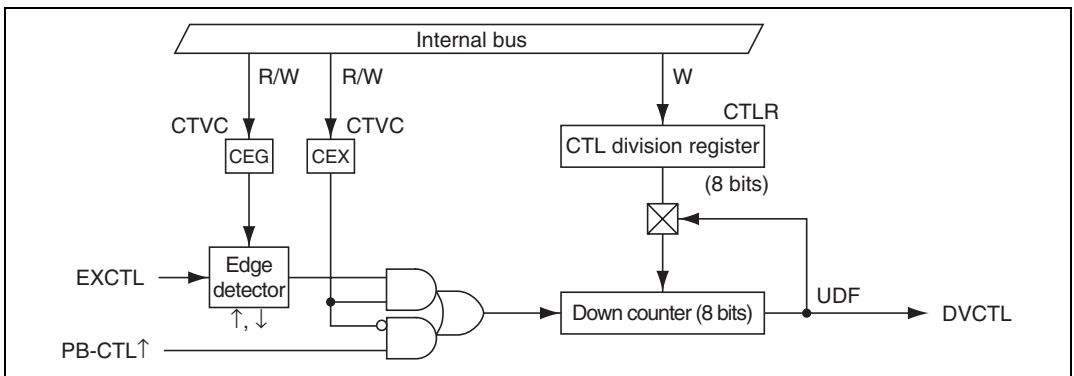 Internal bus
R/W
R/W
W
CTVC
CTVC
CTLR
CEG
CEX
CTL division register
(8 bits)
EXCTL
Edge
detector
↑, ↓
Down counter (8 bits)
UDF
DVCTL
PB-CTL↑